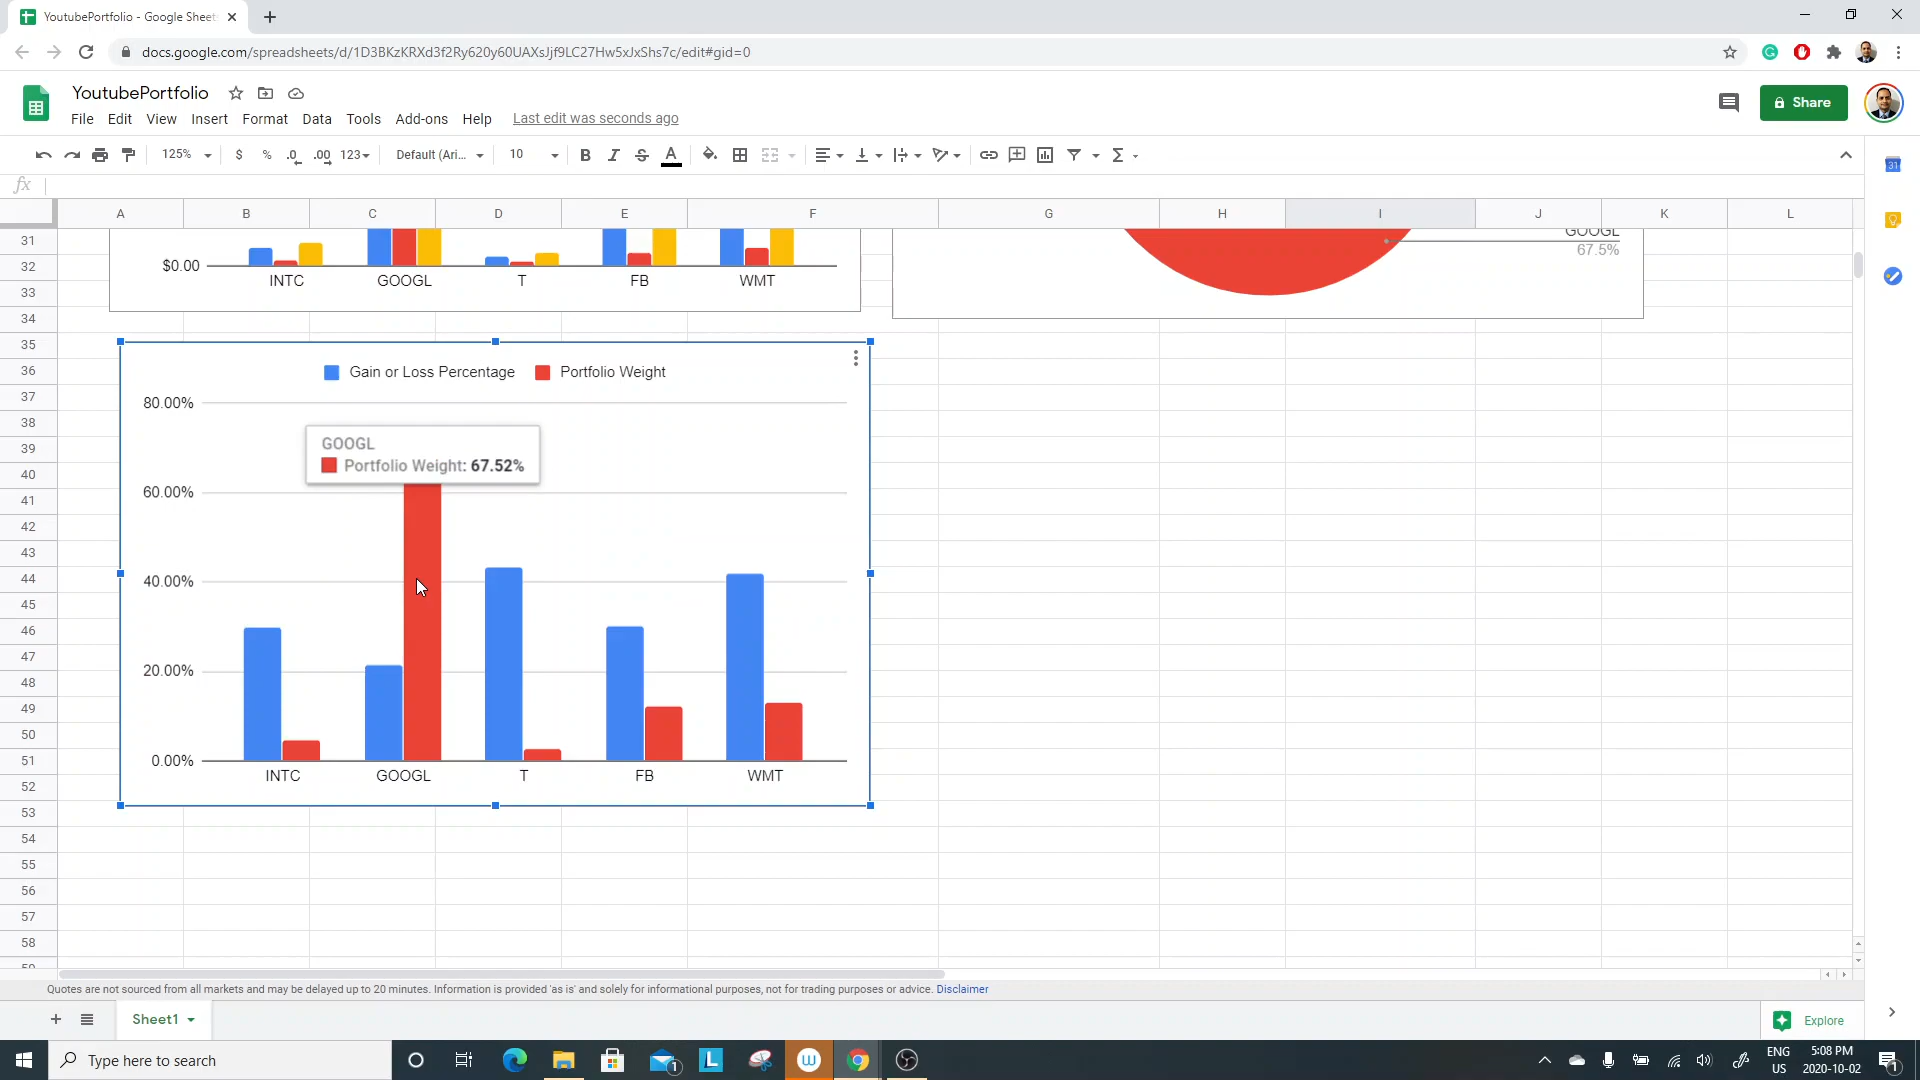 YoutubePortfolio - Google Sheets
docs.google.com/spreadsheets/d/1D3BKzKRXd3f2Ry620y60UAXsJjf9LC27Hw5xJxShs7c/edit#gid=0
YoutubePortfolio
File Edit View Insert Format Data Tools Add-ons Help Last edit was seconds ago
Share
125% $ % .0 .00 123 Default (Ari... 10 B I S A
fx
A B C D E F G H I J K L
31
32
33
34
35
36
37
38
39
40
41
42
43
44
45
46
47
48
49
50
51
52
53
54
55
56
57
58
59
$0.00
INTC GOOGL T FB WMT
GOOGL
67.5%
Gain or Loss Percentage Portfolio Weight
80.00%
60.00%
40.00%
20.00%
0.00%
GOOGL
Portfolio Weight: 67.52%
INTC GOOGL T FB WMT
Quotes are not sourced from all markets and may be delayed up to 20 minutes. Information is provided 'as is' and solely for informational purposes, not for trading purposes or advice. Disclaimer
Sheet1
Explore
Type here to search
1
L
W
ENG
US
5:08 PM
2020-10-02
1
31